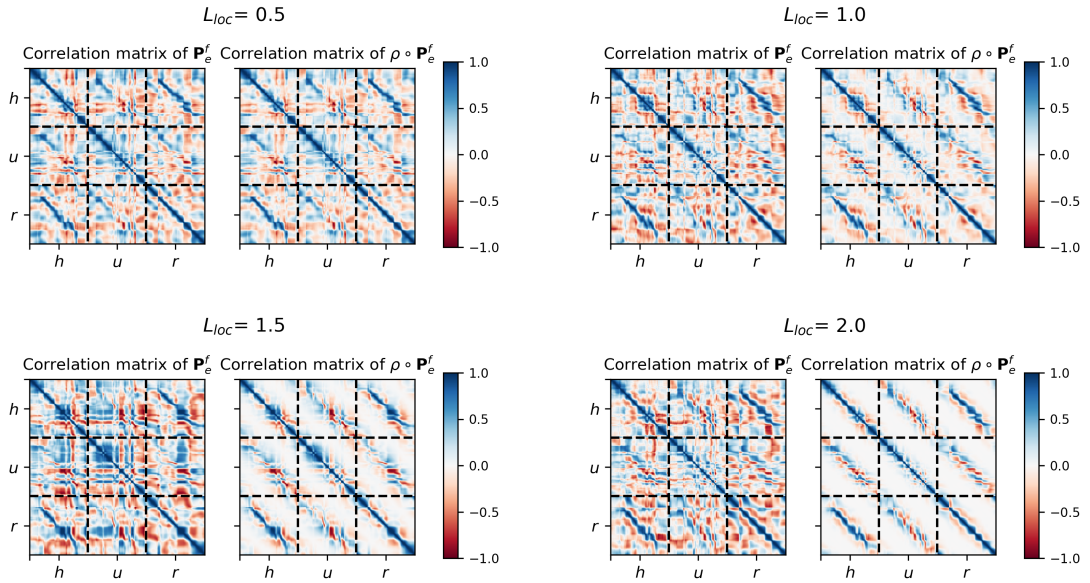 L_loc= 0.5
Correlation matrix of P_e^f
Correlation matrix of ρ∘P_e^f
h
u
r
h u r
h u r
1.0
0.5
0.0
−0.5
−1.0
L_loc= 1.0
Correlation matrix of P_e^f
Correlation matrix of ρ∘P_e^f
h
u
r
h u r
h u r
1.0
0.5
0.0
−0.5
−1.0
L_loc= 1.5
Correlation matrix of P_e^f
Correlation matrix of ρ∘P_e^f
h
u
r
h u r
h u r
1.0
0.5
0.0
−0.5
−1.0
L_loc= 2.0
Correlation matrix of P_e^f
Correlation matrix of ρ∘P_e^f
h
u
r
h u r
h u r
1.0
0.5
0.0
−0.5
−1.0